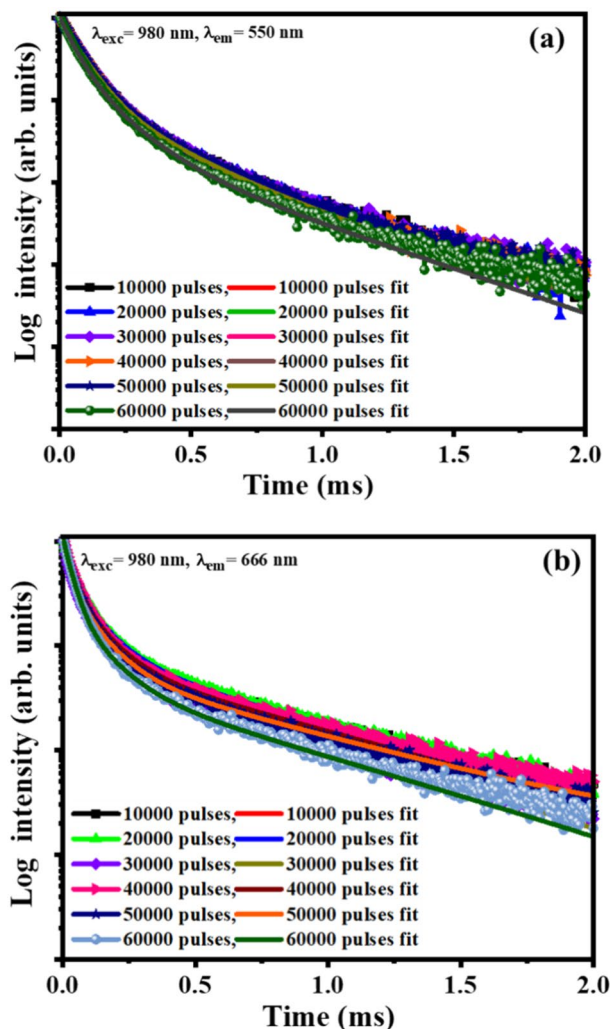 λexc= 980 nm, λem= 550 nm
(a)
Log intensity (arb. units)
10000 pulses, 10000 pulses fit
20000 pulses, 20000 pulses fit
30000 pulses, 30000 pulses fit
40000 pulses, 40000 pulses fit
50000 pulses, 50000 pulses fit
60000 pulses, 60000 pulses fit
0.0 0.5 1.0 1.5 2.0
Time (ms)
λexc= 980 nm, λem= 666 nm
(b)
Log intensity (arb. units)
10000 pulses, 10000 pulses fit
20000 pulses, 20000 pulses fit
30000 pulses, 30000 pulses fit
40000 pulses, 40000 pulses fit
50000 pulses, 50000 pulses fit
60000 pulses, 60000 pulses fit
0.0 0.5 1.0 1.5 2.0
Time (ms)